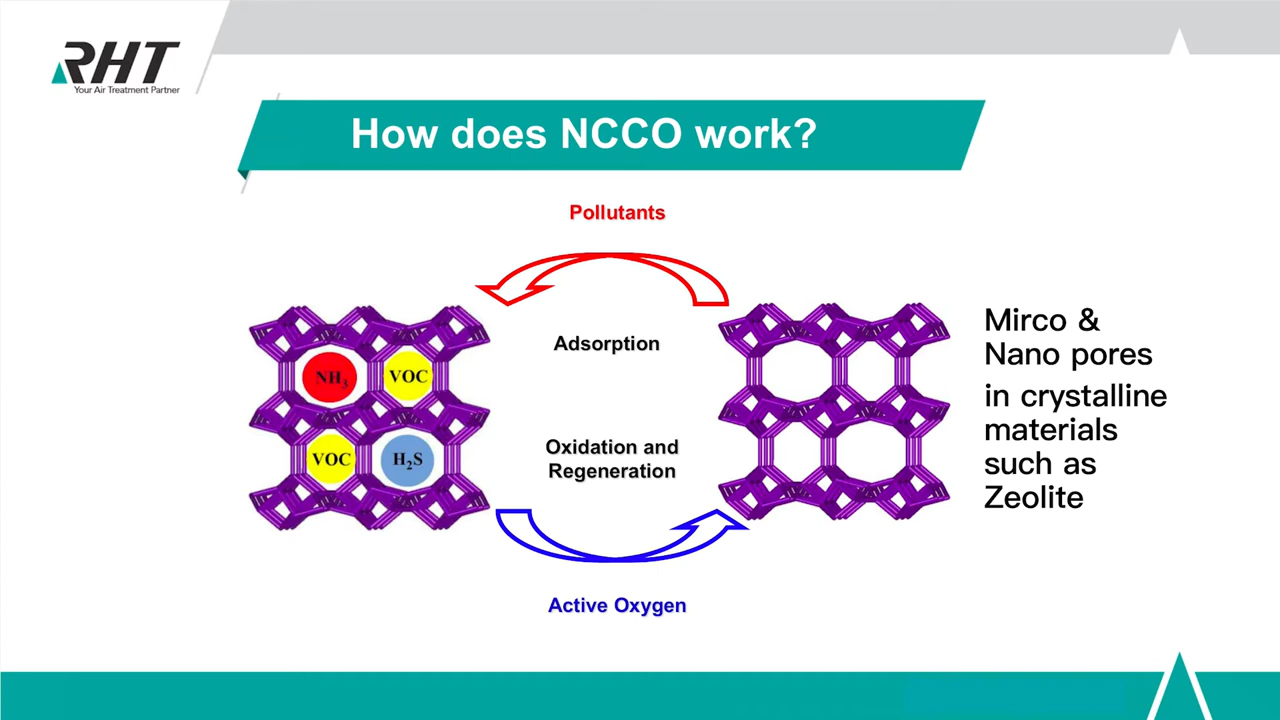 RHT
Your Air Treatment Partner
How does NCCO work?
Pollutants
Adsorption
Oxidation and
Regeneration
Active Oxygen
NH₃
VOC
VOC
H₂S
Mirco &
Nano pores
in crystalline
materials
such as
Zeolite